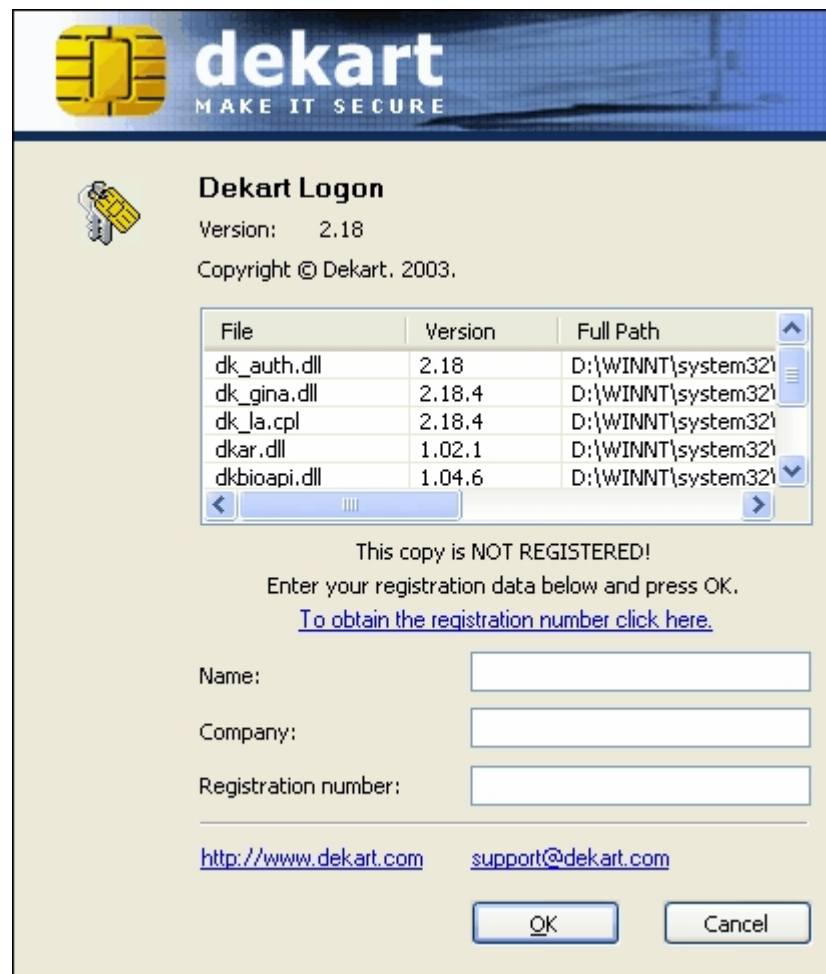 dekart
MAKE IT SECURE
Dekart Logon
Version: 2.18
Copyright © Dekart. 2003.
File Version Full Path
dk_auth.dll 2.18 D:\WINNT\system32\
dk_gina.dll 2.18.4 D:\WINNT\system32\
dk_la.cpl 2.18.4 D:\WINNT\system32\
dkar.dll 1.02.1 D:\WINNT\system32\
dkbioapi.dll 1.04.6 D:\WINNT\system32\
This copy is NOT REGISTERED!
Enter your registration data below and press OK.
To obtain the registration number click here.
Name:
Company:
Registration number:
http://www.dekart.com support@dekart.com
OK Cancel